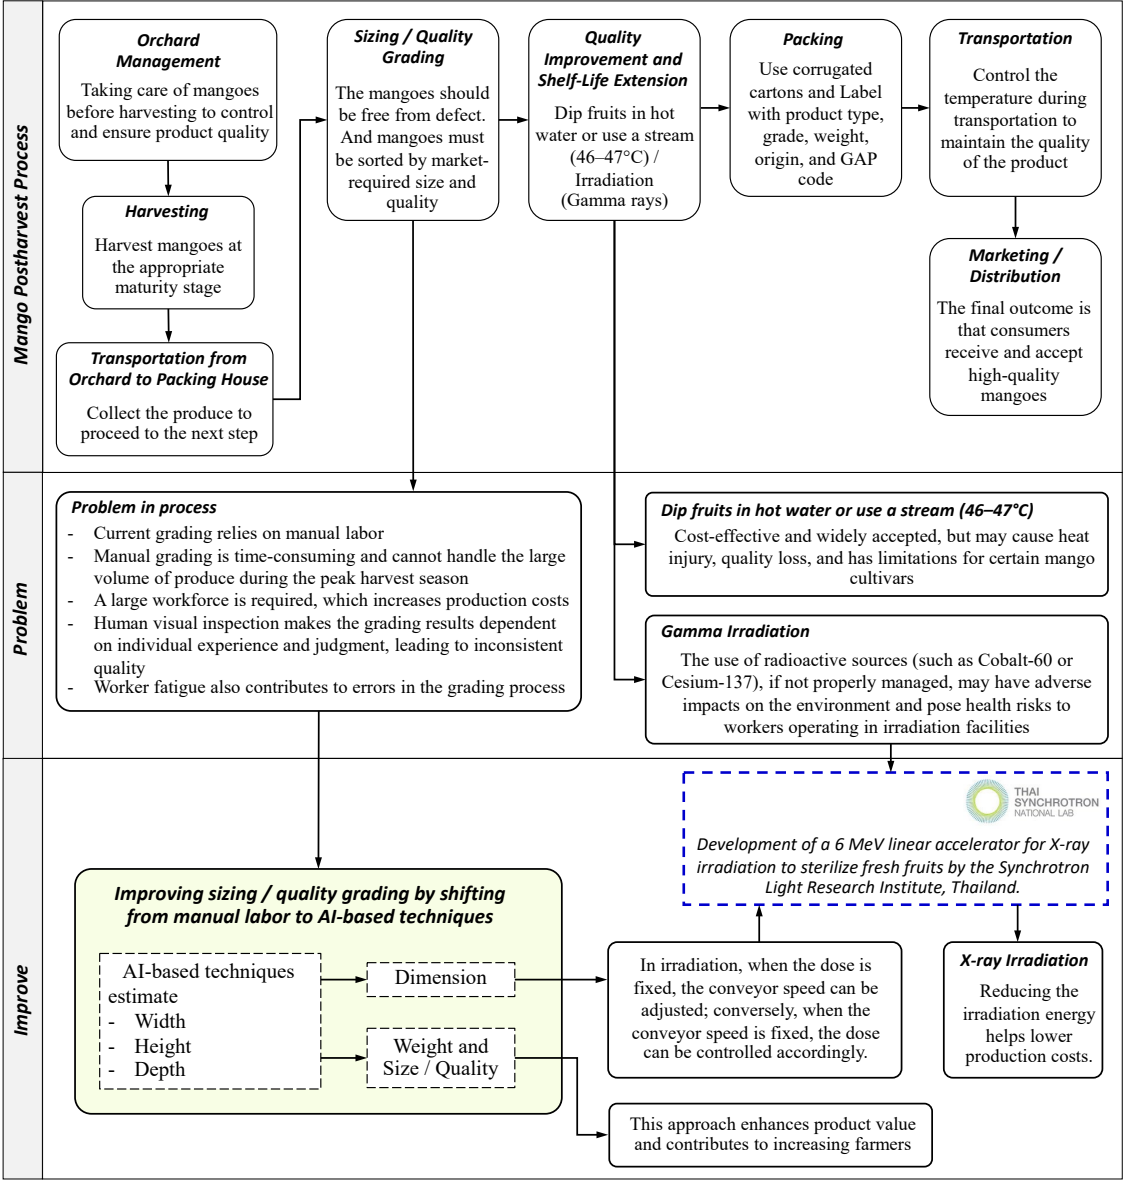 Mango Postharvest Process
Orchard
Management
Taking care of mangoes
before harvesting to control
and ensure product quality
Harvesting
Harvest mangoes at
the appropriate
maturity stage
Transportation from
Orchard to Packing House
Collect the produce to
proceed to the next step
Sizing / Quality
Grading
The mangoes should
be free from defect.
And mangoes must
be sorted by market-
required size and
quality
Quality
Improvement and
Shelf-Life Extension
Dip fruits in hot
water or use a stream
(46–47°C) /
Irradiation
(Gamma rays)
Packing
Use corrugated
cartons and Label
with product type,
grade, weight,
origin, and GAP
code
Transportation
Control the
temperature during
transportation to
maintain the quality
of the product
Marketing /
Distribution
The final outcome is
that consumers
receive and accept
high-quality
mangoes
Problem
Problem in process
- Current grading relies on manual labor
- Manual grading is time-consuming and cannot handle the large
volume of produce during the peak harvest season
- A large workforce is required, which increases production costs
- Human visual inspection makes the grading results dependent
on individual experience and judgment, leading to inconsistent
quality
- Worker fatigue also contributes to errors in the grading process
Dip fruits in hot water or use a stream (46–47°C)
Cost-effective and widely accepted, but may cause heat
injury, quality loss, and has limitations for certain mango
cultivars
Gamma Irradiation
The use of radioactive sources (such as Cobalt-60 or
Cesium-137), if not properly managed, may have adverse
impacts on the environment and pose health risks to
workers operating in irradiation facilities
Improve
THAI
SYNCHROTRON
NATIONAL LAB
Development of a 6 MeV linear accelerator for X-ray
irradiation to sterilize fresh fruits by the Synchrotron
Light Research Institute, Thailand.
Improving sizing / quality grading by shifting
from manual labor to AI-based techniques
AI-based techniques
estimate
- Width
- Height
- Depth
Dimension
Weight and
Size / Quality
In irradiation, when the dose is
fixed, the conveyor speed can be
adjusted; conversely, when the
conveyor speed is fixed, the dose
can be controlled accordingly.
X-ray Irradiation
Reducing the
irradiation energy
helps lower
production costs.
This approach enhances product value
and contributes to increasing farmers